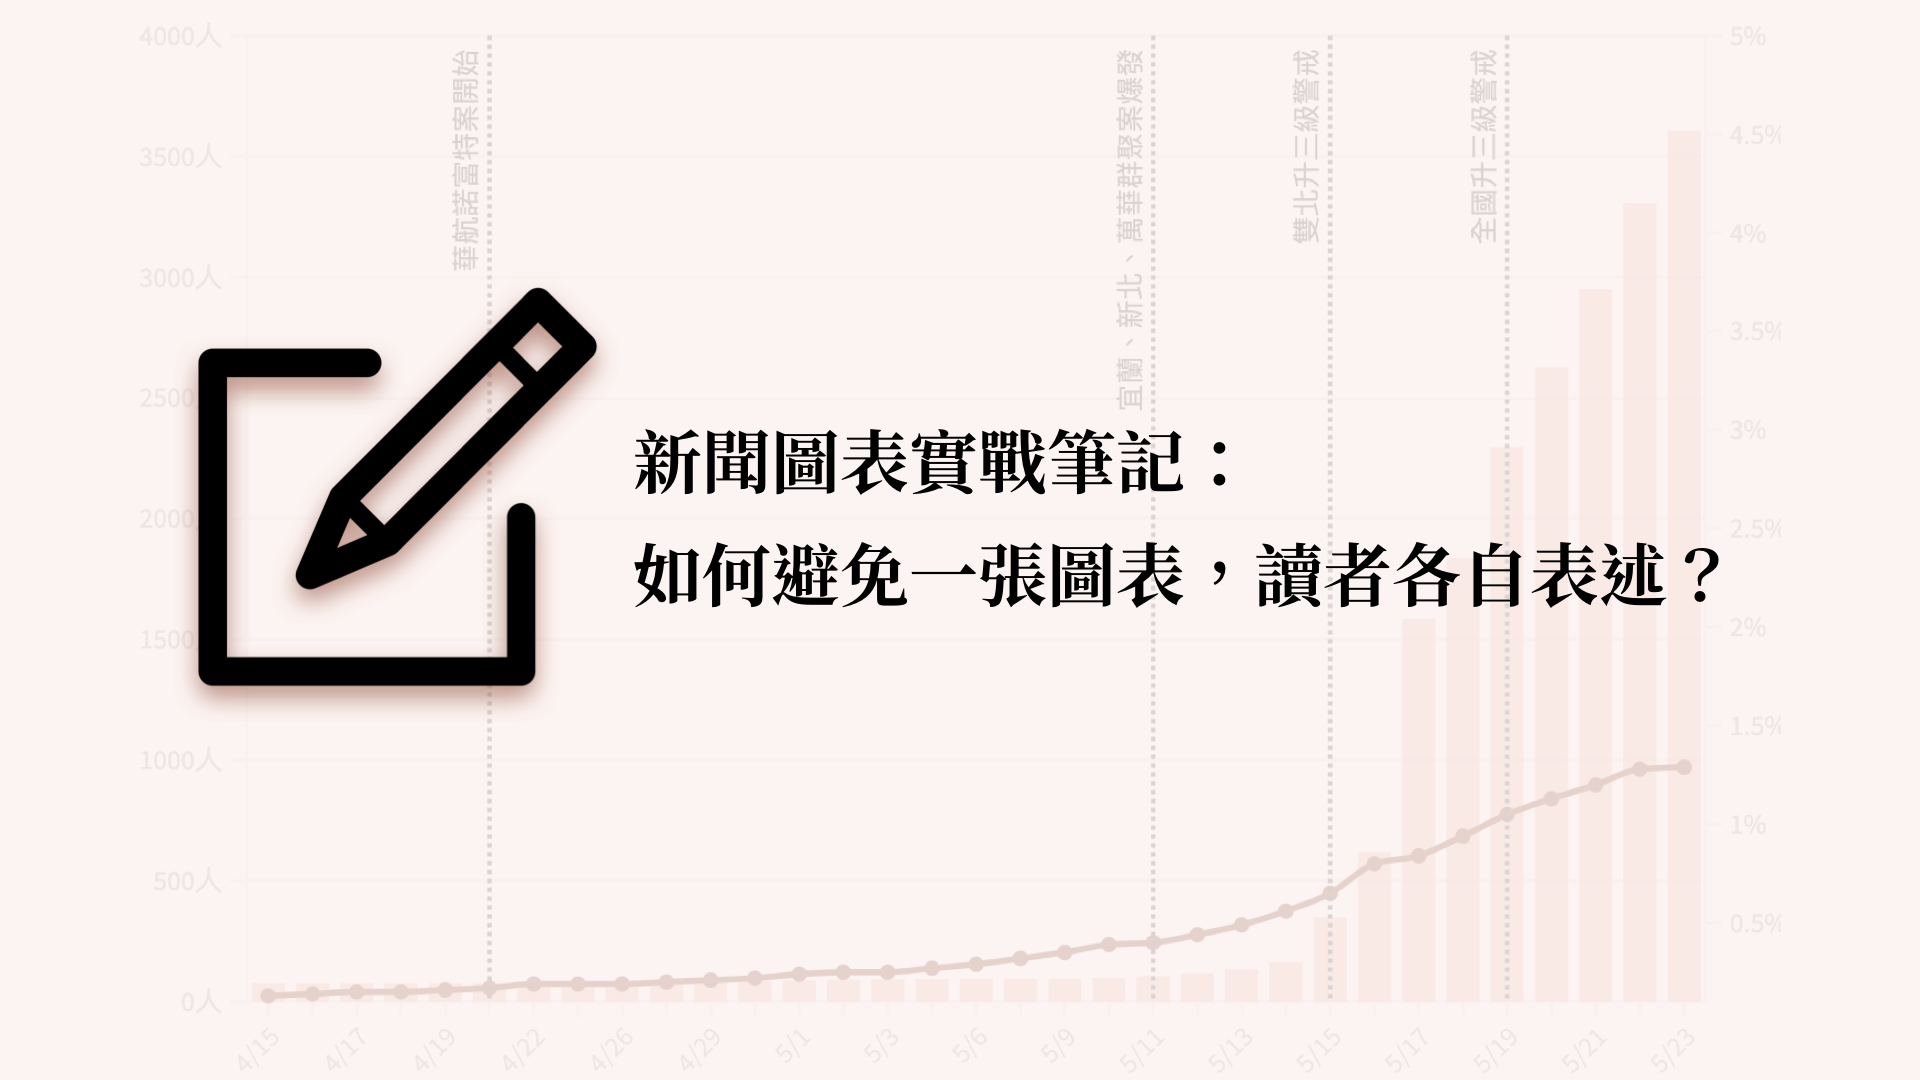 新聞圖表實戰筆記：
如何避免一張圖表，讀者各自表述？
4000人
3500人
3000人
2500
2000
1500
1000人
500人
0人
5%
4.5%
4%
3.5%
3%
2.5%
2%
1.5%
1%
0.5%
華航諾富特案開始
宜蘭、新北、萬華群聚案爆發
雙北升三級警戒
全國升三級警戒
4/15
4/17
4/19
4/22
4/26
4/29
5/1
5/3
5/6
5/9
5/11
5/13
5/15
5/17
5/19
5/21
5/23